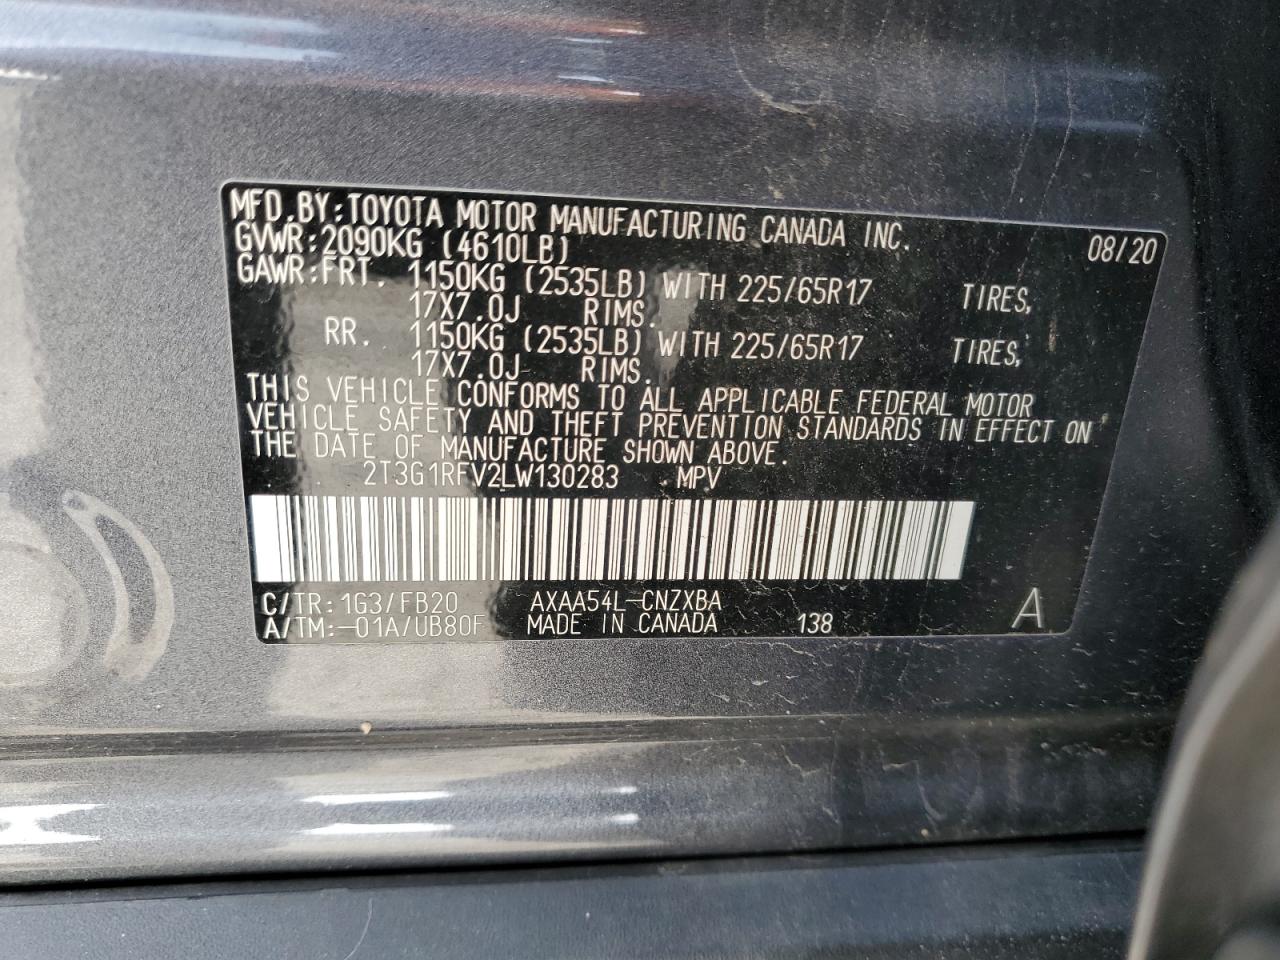 MFD.BY:TOYOTA MOTOR MANUFACTURING CANADA INC. 08/20
GVWR:2090KG (4610LB)
GAWR:FRT. 1150KG (2535LB) WITH 225/65R17 TIRES,
17X7.0J RIMS.
RR. 1150KG (2535LB) WITH 225/65R17 TIRES,
17X7.0J RIMS.
THIS VEHICLE CONFORMS TO ALL APPLICABLE FEDERAL MOTOR
VEHICLE SAFETY AND THEFT PREVENTION STANDARDS IN EFFECT ON
THE DATE OF MANUFACTURE SHOWN ABOVE.
2T3G1RFV2LW130283 MPV
C/TR:1G3/FB20 AXAA54L-CNZXBA
A/TM:-01A/UB80F MADE IN CANADA 138 A